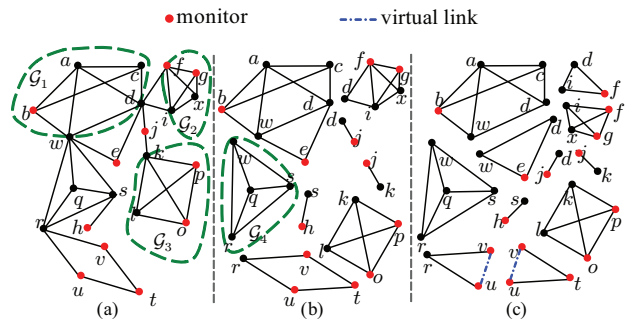 monitor virtual link
a c f g
𝒢₁ d i x 𝒢₂
b j
w e k p
q s
r h l o
𝒢₃
v
u t
(a)
a c f g
b d d i x
w d
e j j
w s k
q s k
𝒢₄ h l p
r o
r v
u t
(b)
a c d f
b d i i f
w d x g
w w e d j
q s j k
s k
r h l p
o
r v v
u u t
(c)